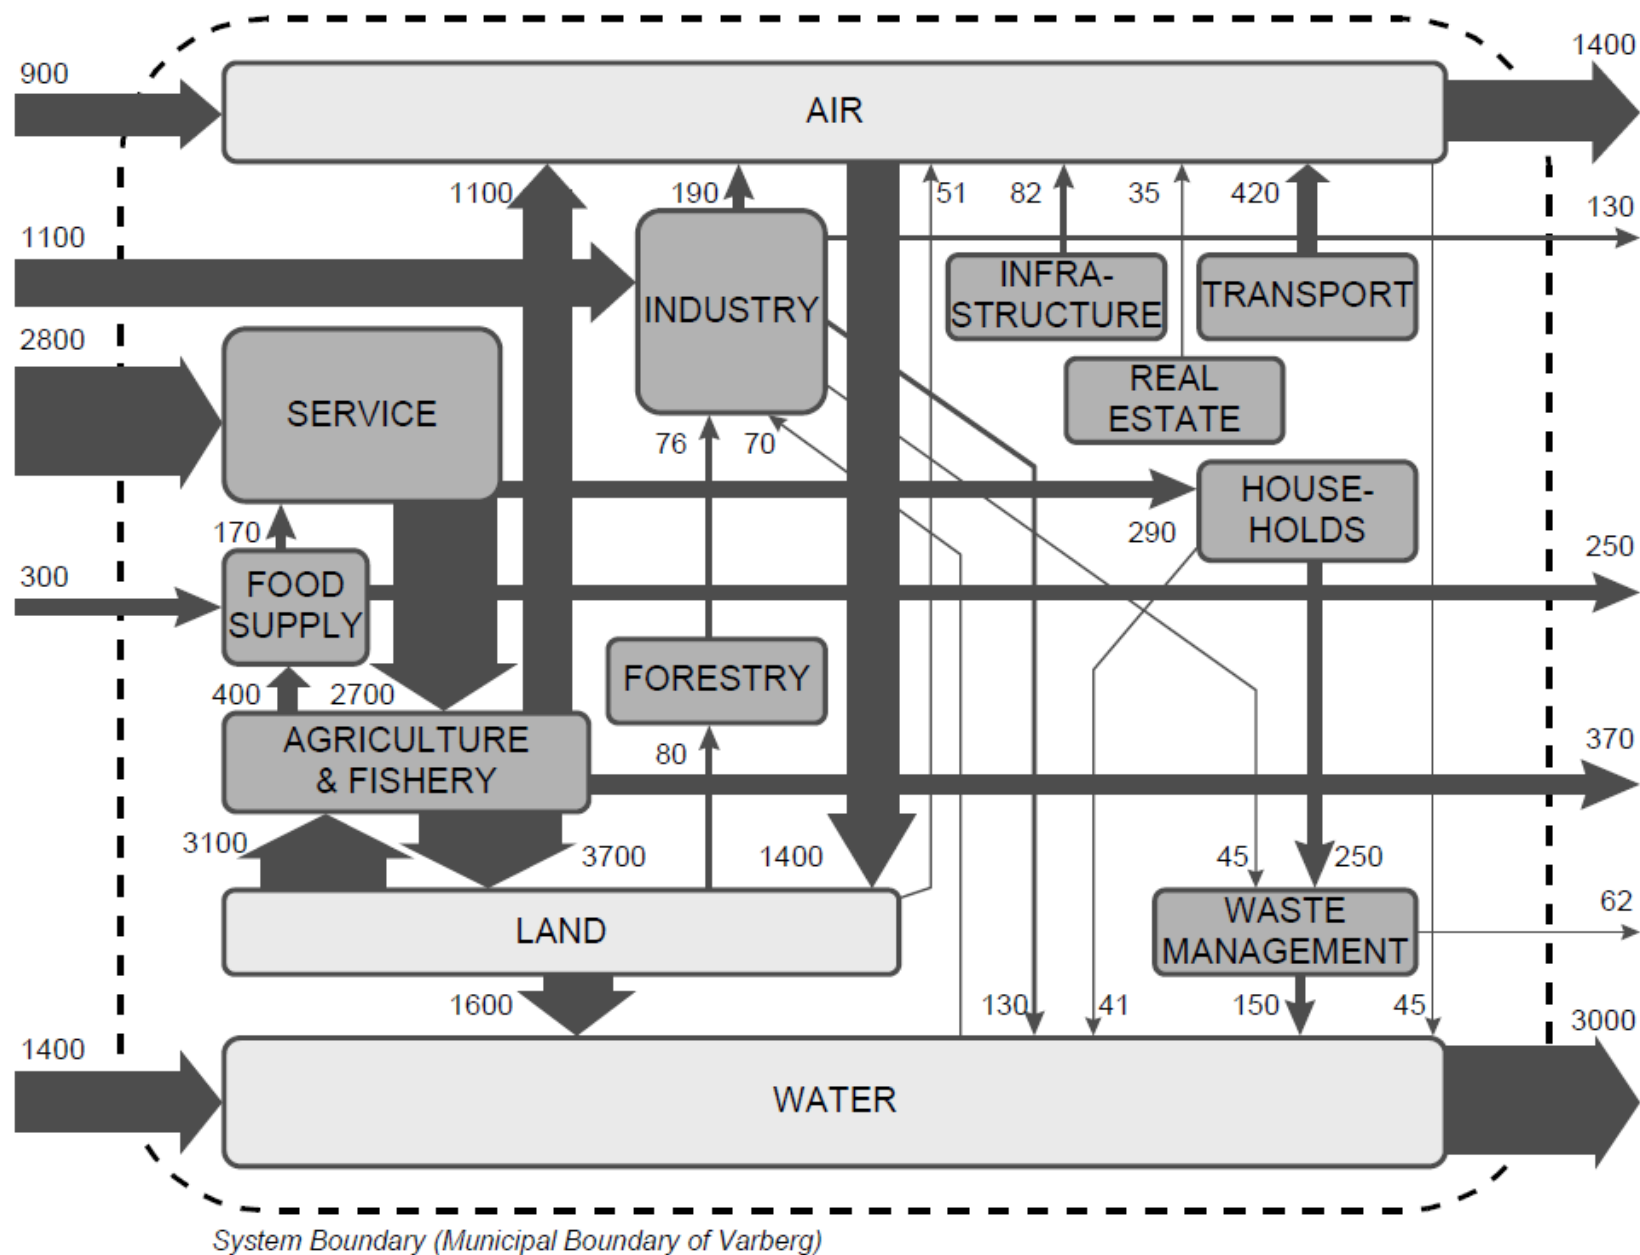 1400
900
AIR
1100
190
51
82
35
420
130
1100
INFRA-
STRUCTURE
TRANSPORT
INDUSTRY
2800
REAL
ESTATE
SERVICE
76
70
HOUSE-
HOLDS
170
290
250
300
FOOD
SUPPLY
FORESTRY
400
2700
370
AGRICULTURE
& FISHERY
80
3100
3700
1400
45
250
62
WASTE
MANAGEMENT
LAND
1600
130
41
150
45
3000
1400
WATER
System Boundary (Municipal Boundary of Varberg)